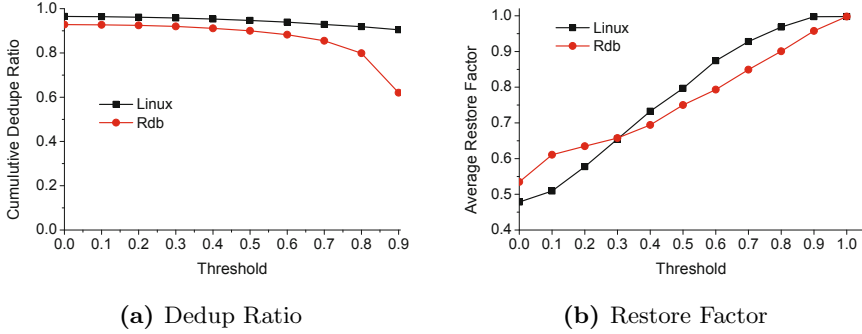 1.0
0.8
0.6
0.4
0.2
0.0
Cumulutive Dedupe Ratio
Linux
Rdb
0.0 0.1 0.2 0.3 0.4 0.5 0.6 0.7 0.8 0.9
Threshold
(a) Dedup Ratio
1.0
0.9
0.8
0.7
0.6
0.5
0.4
Average Restore Factor
Linux
Rdb
0.0 0.1 0.2 0.3 0.4 0.5 0.6 0.7 0.8 0.9 1.0
Threshold
(b) Restore Factor